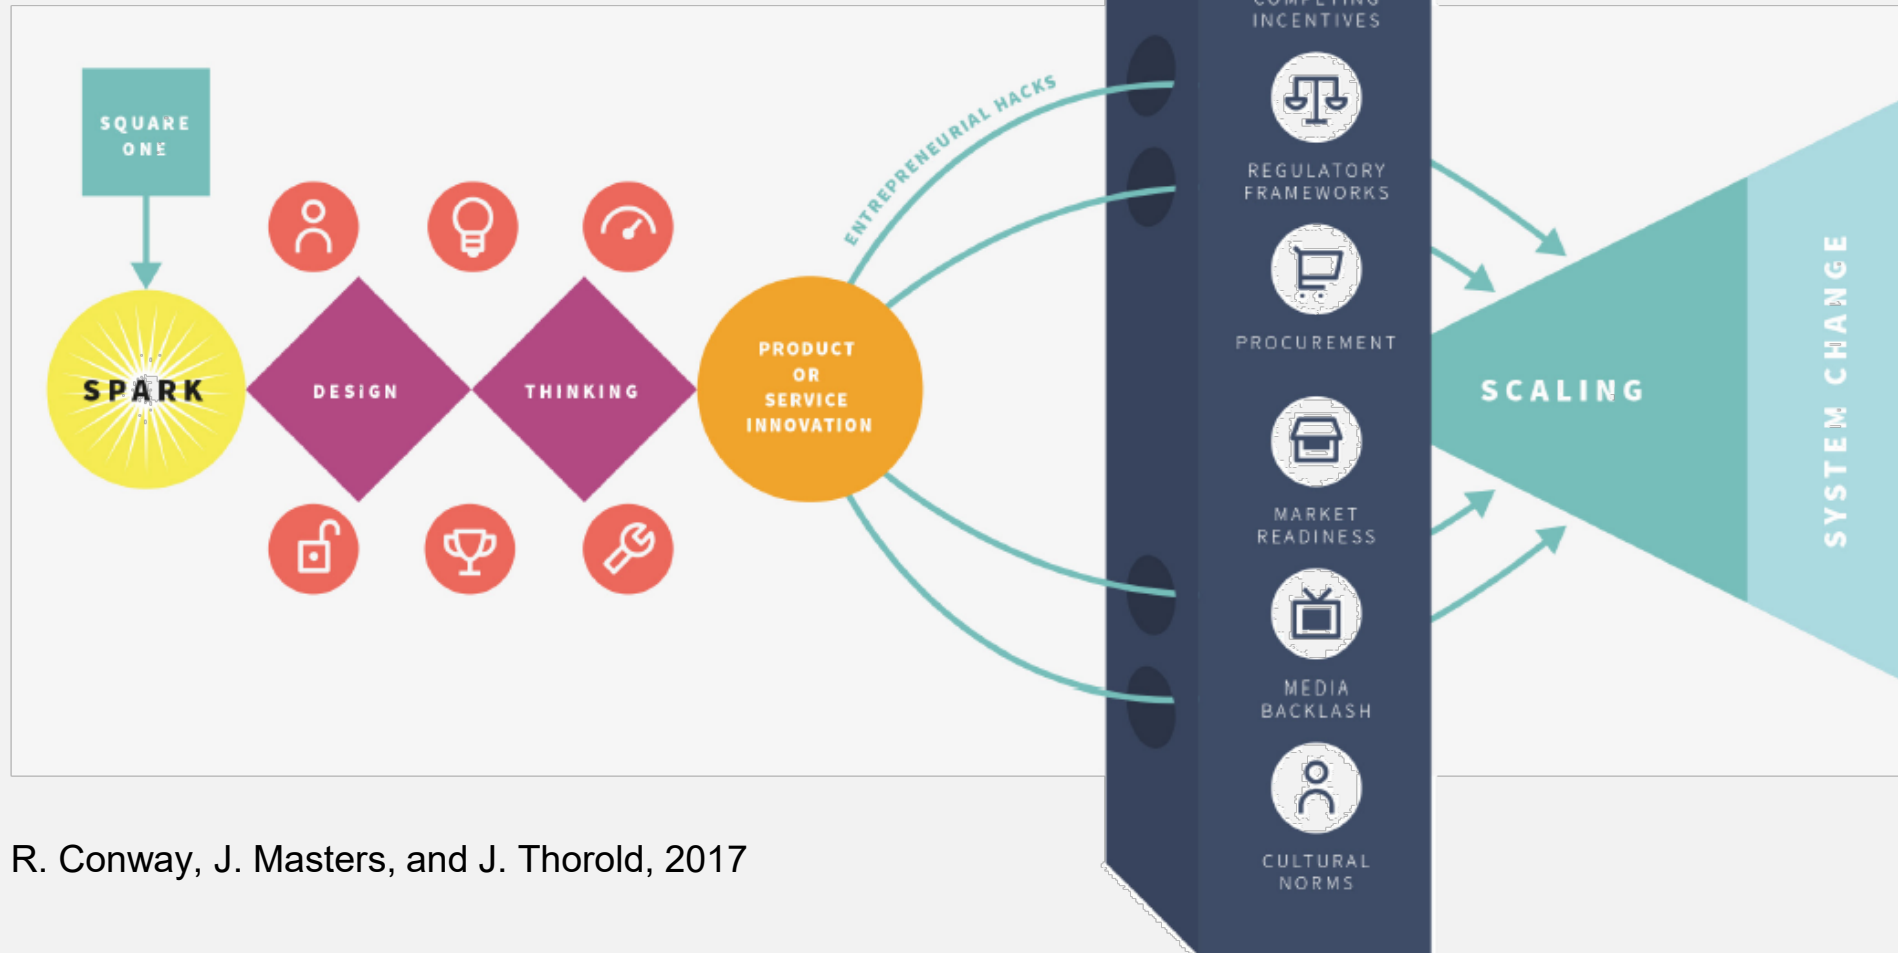 SQUARE
ONE
SPARK
DESiGN
THINKING
PRODUCT
OR
SERVICE
INNOVATION
ENTREPRENEURIAL HACKS
COMPETING
INCENTIVES
REGULATORY
FRAMEWORKS
PROCUREMENT
MARKET
READINESS
MEDIA
BACKLASH
CULTURAL
NORMS
SCALING
SYSTEM CHANGE
R. Conway, J. Masters, and J. Thorold, 2017